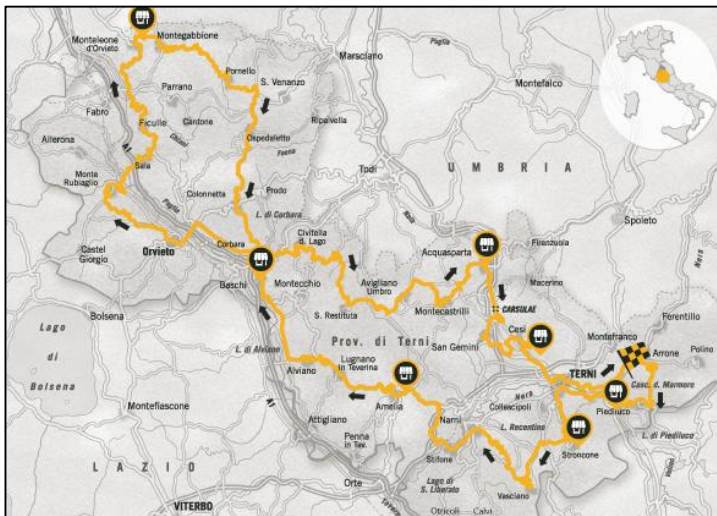 Monteleone
d'Orvieto
Montegabbione
Marsciano
Pornello
S. Venanzo
Montefalco
Parrano
Fabro
Ficulle
Cantone
Ripalvella
Allerona
Ospedaletto
A1
Sala
Todi
U M B R I A
Monte
Rubiaglio
Colonnetta
Prodo
Spoleto
Paglia
L. di Corbara
Civitella
d. Lago
Acquasparta
Firenzuola
Castel
Giorgio
Orvieto
Corbara
Macerino
Baschi
Montecchio
Avigliano
Umbro
CARSULAE
Ferentillo
Bolsena
S. Restituta
Montecastrilli
Cesi
Montefranco
Polino
Lago
di
Bolsena
Prov. di Terni
San Gemini
Arrone
L. di Alviano
Lugnano
in Teverina
TERNI
Casc. d. Marmore
Alviano
Nera
Piediluco
Montefiascone
Amelia
Narni
Collescipoli
L. di Piediluco
Attigliano
L. Recentino
A1
Penna
in Tev.
Stifone
Stroncone
L A Z I O
Orte
Lago di
S. Liberato
Vasciano
VITERBO
Otricoli
Calvi